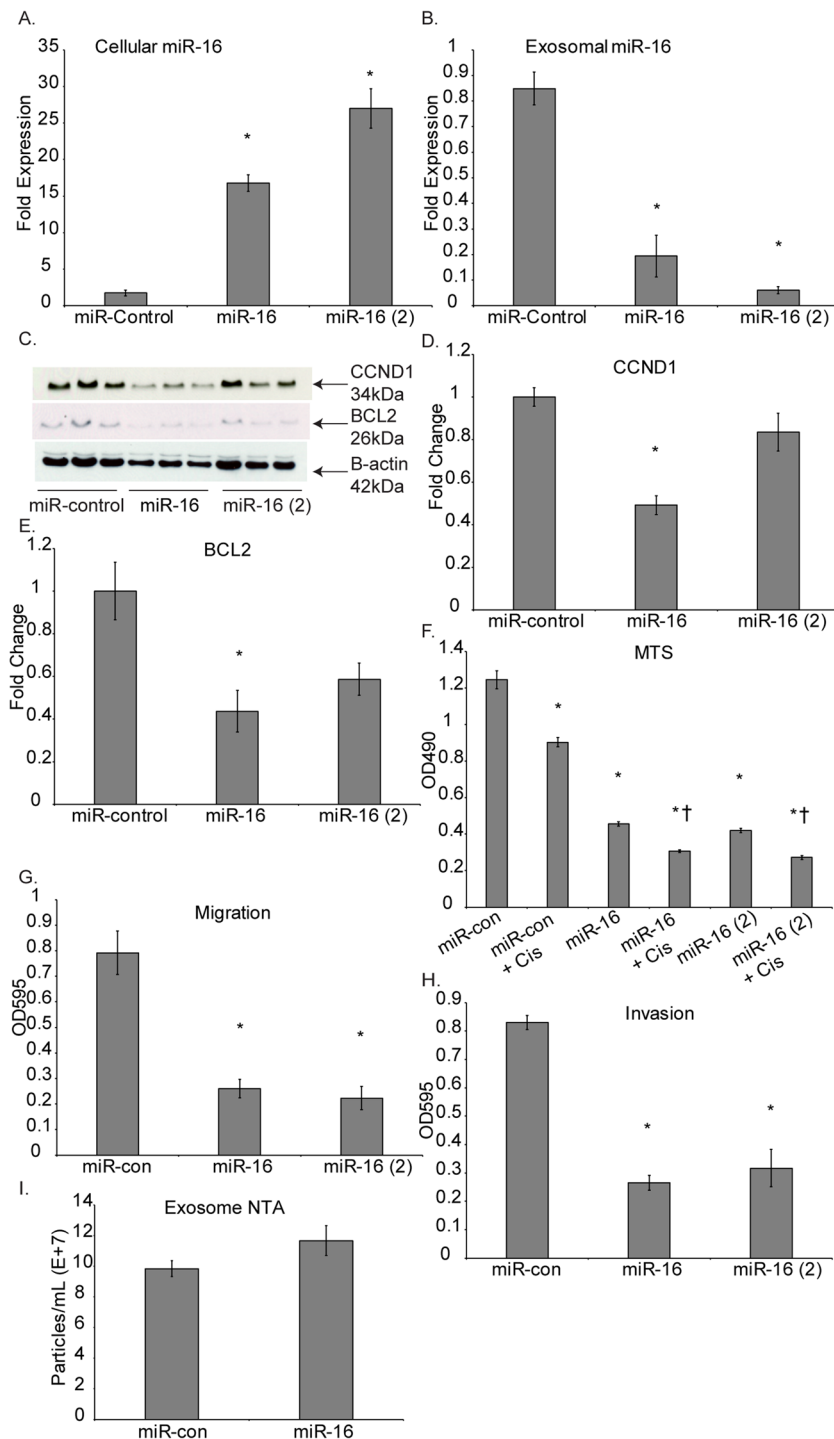 A.
Cellular miR-16
Fold Expression
35
30
25
20
15
10
5
0
*
*
miR-Control
miR-16
miR-16 (2)
B.
Exosomal miR-16
Fold Expression
1
0.9
0.8
0.7
0.6
0.5
0.4
0.3
0.2
0.1
0
*
*
miR-Control
miR-16
miR-16 (2)
C.
CCND1
34kDa
BCL2
26kDa
B-actin
42kDa
miR-control
miR-16
miR-16 (2)
D.
CCND1
Fold Change
1.2
1
0.8
0.6
0.4
0.2
0
*
miR-control
miR-16
miR-16 (2)
E.
BCL2
Fold Change
1.2
1
0.8
0.6
0.4
0.2
0
*
miR-control
miR-16
miR-16 (2)
F.
MTS
OD490
1.4
1.2
1
0.8
0.6
0.4
0.2
0
*
*
*†
*
*†
miR-con
miR-con
+ Cis
miR-16
miR-16
+ Cis
miR-16 (2)
miR-16 (2)
+ Cis
G.
Migration
OD595
1
0.9
0.8
0.7
0.6
0.5
0.4
0.3
0.2
0.1
0
*
*
miR-con
miR-16
miR-16 (2)
H.
Invasion
OD595
0.9
0.8
0.7
0.6
0.5
0.4
0.3
0.2
0.1
0
*
*
miR-con
miR-16
miR-16 (2)
I.
Exosome NTA
Particles/mL (E+7)
14
12
10
8
6
4
2
0
miR-con
miR-16